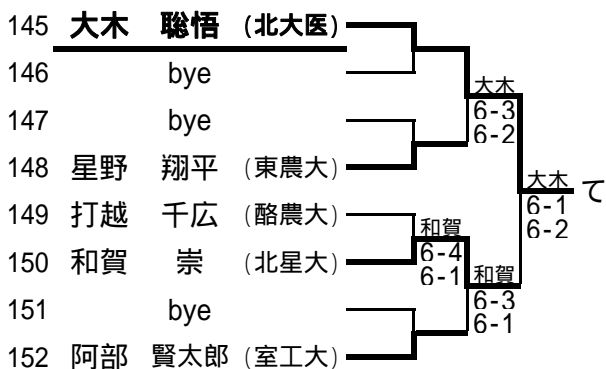 145 大木 聡悟 (北大医)
146 bye
147 bye
148 星野 翔平 (東農大)
149 打越 千広 (酪農大)
150 和賀 崇 (北星大)
151 bye
152 阿部 賢太郎 (室工大)
和賀
6-4
6-1
大木
6-3
6-2
和賀
6-3
6-1
大木
6-1
6-2
て